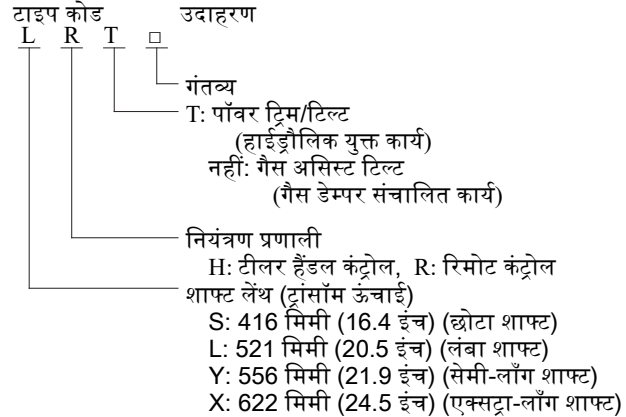 टाइप कोड उदाहरण
L R T □
गंतव्य
T: पॉवर ट्रिम/टिल्ट
(हाईड्रौलिक युक्त कार्य)
नहीं: गैस असिस्ट टिल्ट
(गैस डेम्पर संचालित कार्य)
नियंत्रण प्रणाली
H: टीलर हैंडल कंट्रोल, R: रिमोट कंट्रोल
शाफ्ट लेंथ (ट्रांसॉम ऊंचाई)
S: 416 मिमी (16.4 इंच) (छोटा शाफ्ट)
L: 521 मिमी (20.5 इंच) (लंबा शाफ्ट)
Y: 556 मिमी (21.9 इंच) (सेमी-लॉंग शाफ्ट)
X: 622 मिमी (24.5 इंच) (एक्सट्रा-लॉंग शाफ्ट)